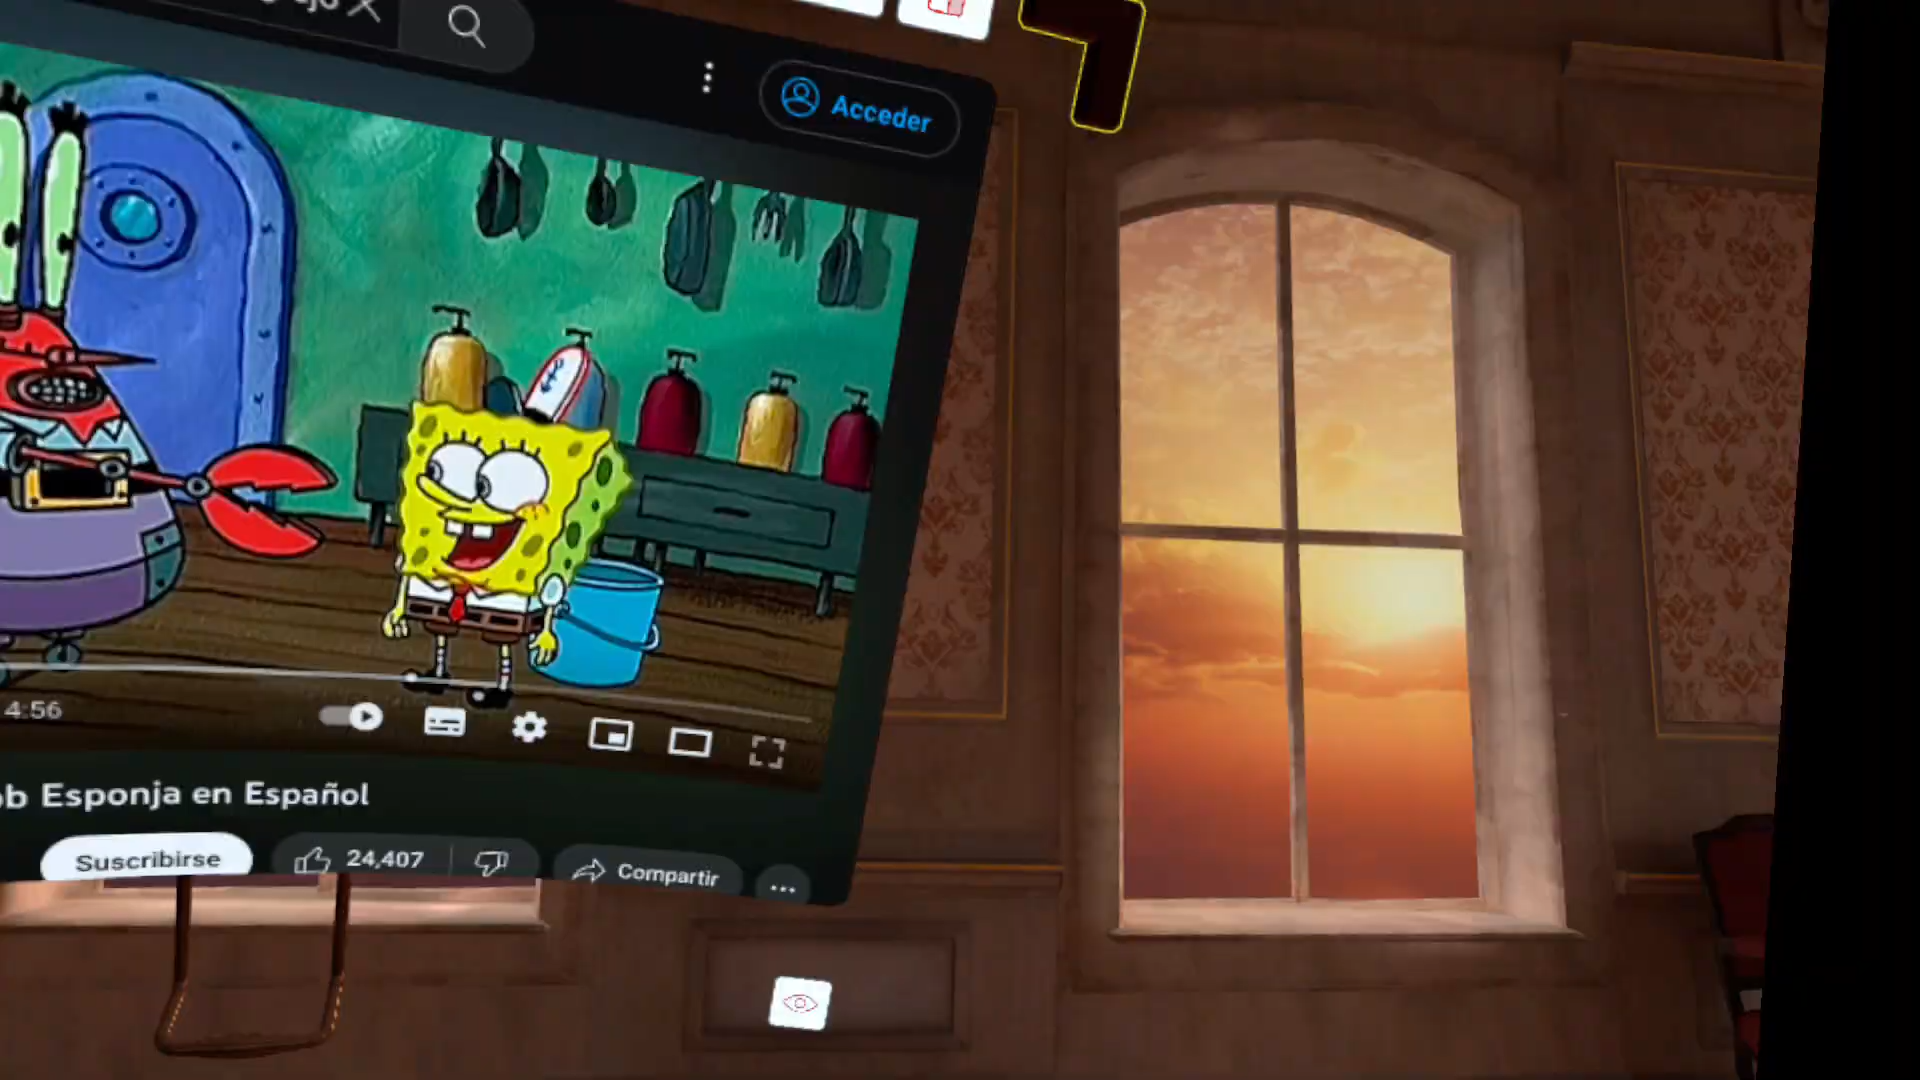 Acceder
4:56
Esponja en Español
Suscribirse
24,407
Compartir